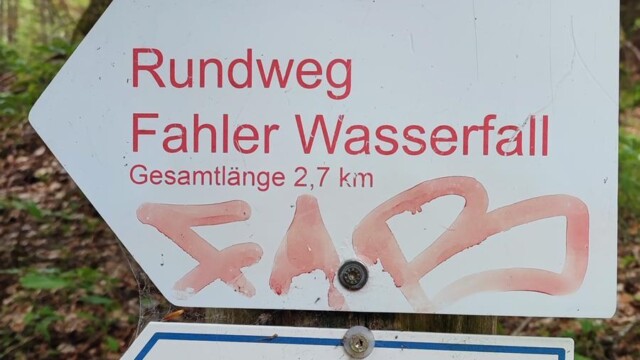 Rundweg
Fahler Wasserfall
Gesamtlänge 2,7 km